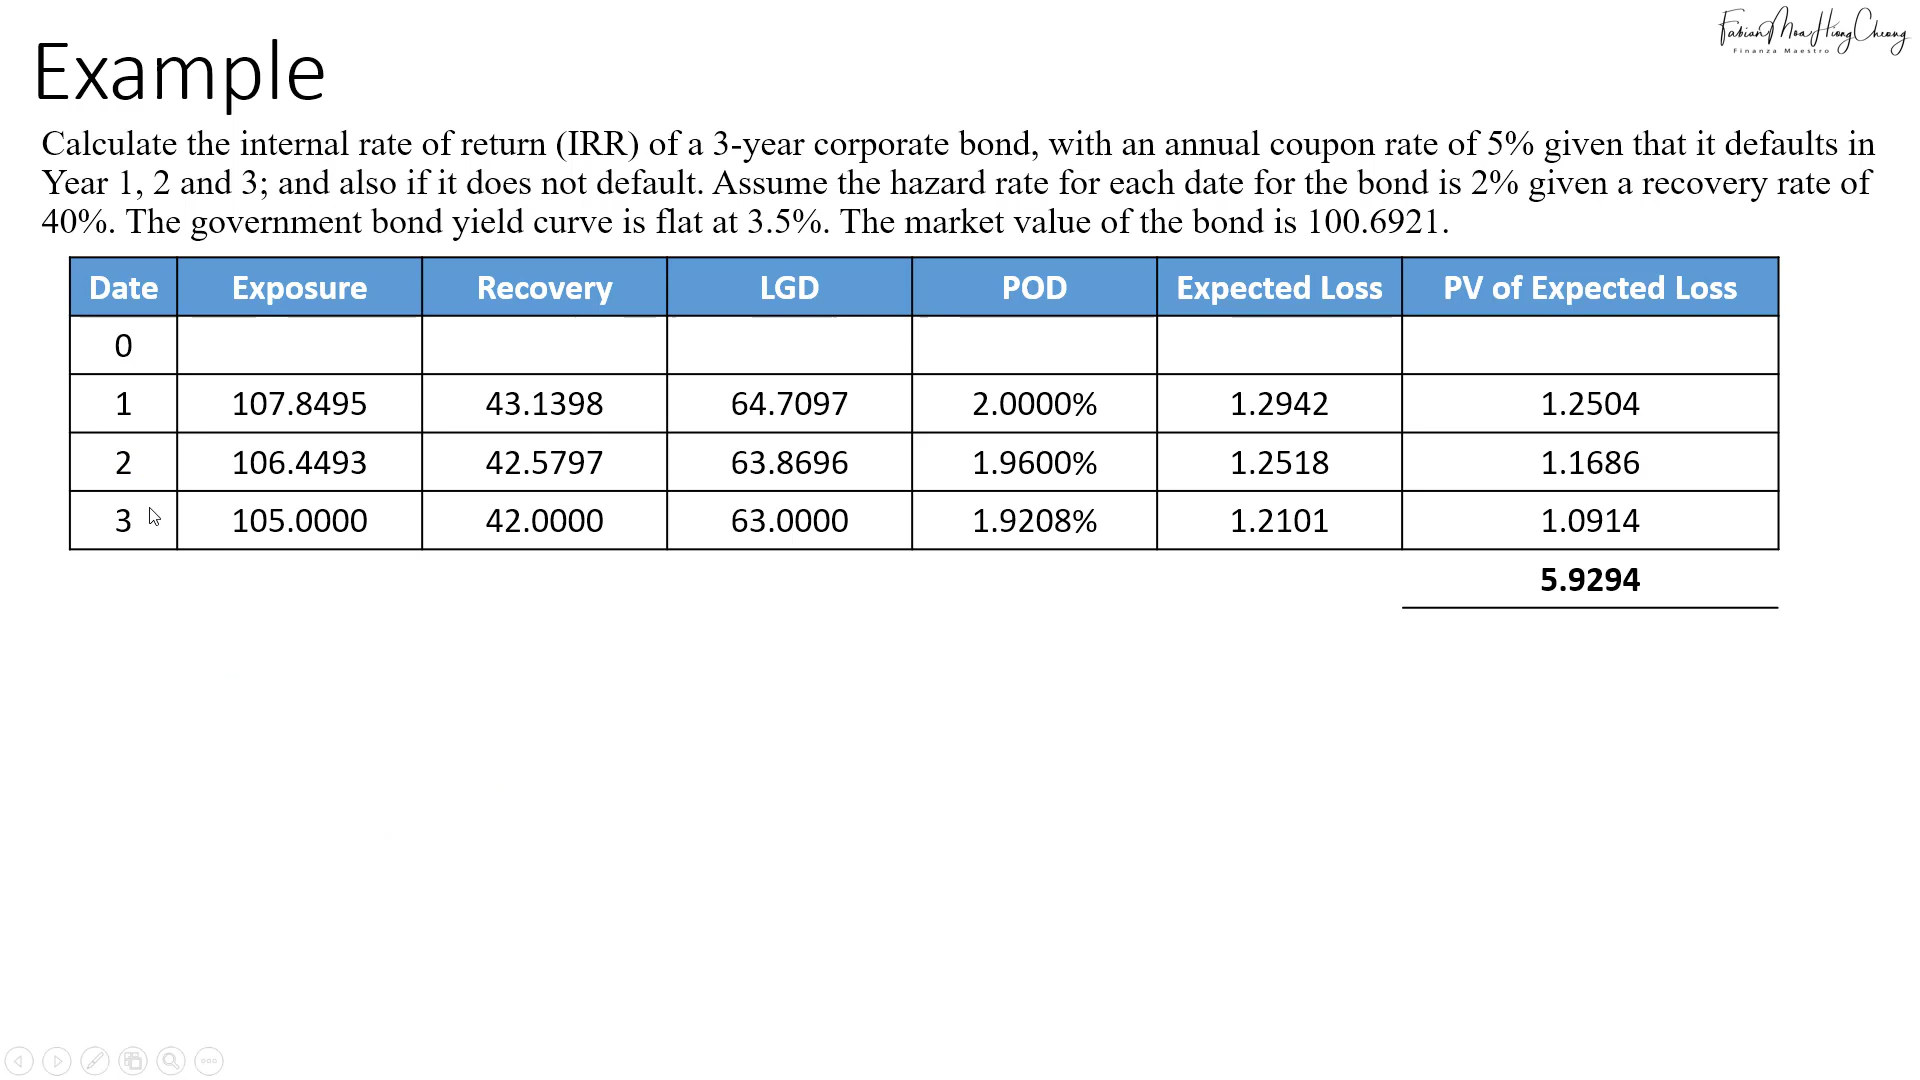 Fabian Moa Hiong Cheong
Finanza Maestro
Example
Calculate the internal rate of return (IRR) of a 3-year corporate bond, with an annual coupon rate of 5% given that it defaults in
Year 1, 2 and 3; and also if it does not default. Assume the hazard rate for each date for the bond is 2% given a recovery rate of
40%. The government bond yield curve is flat at 3.5%. The market value of the bond is 100.6921.
Date Exposure Recovery LGD POD Expected Loss PV of Expected Loss
0
1 107.8495 43.1398 64.7097 2.0000% 1.2942 1.2504
2 106.4493 42.5797 63.8696 1.9600% 1.2518 1.1686
3 105.0000 42.0000 63.0000 1.9208% 1.2101 1.0914
5.9294